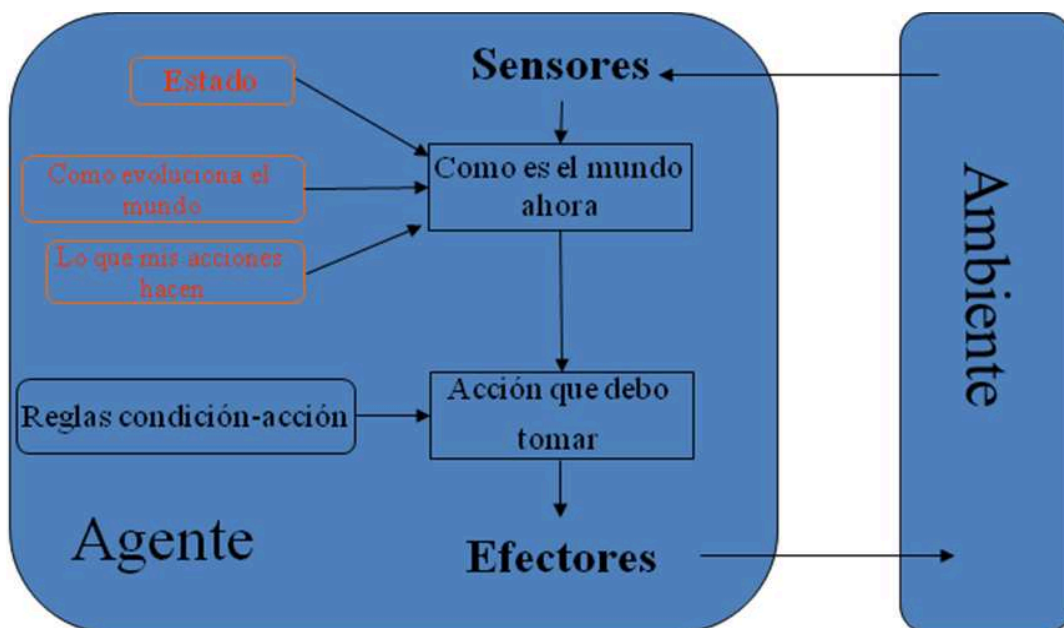 Estado
Sensores
Como es el mundo
ahora
Como evoluciona el
mundo
Lo que mis acciones
hacen
Reglas condición-acción
Acción que debo
tomar
Agente
Efectores
Ambiente